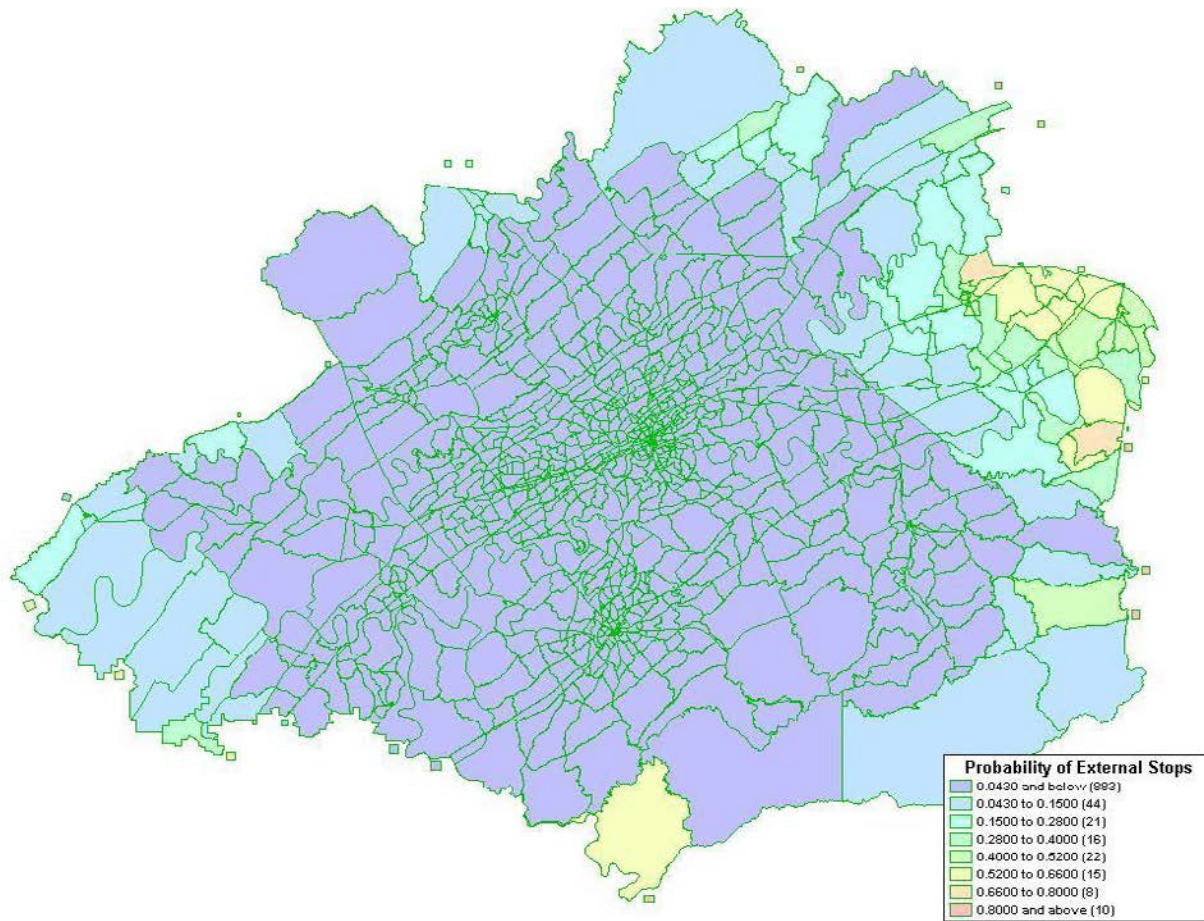 Probability of External Stops
0.0430 and below (883)
0.0430 to 0.1500 (44)
0.1500 to 0.2800 (21)
0.2800 to 0.4000 (16)
0.4000 to 0.5200 (22)
0.5200 to 0.6600 (15)
0.6600 to 0.8000 (8)
0.8000 and above (10)